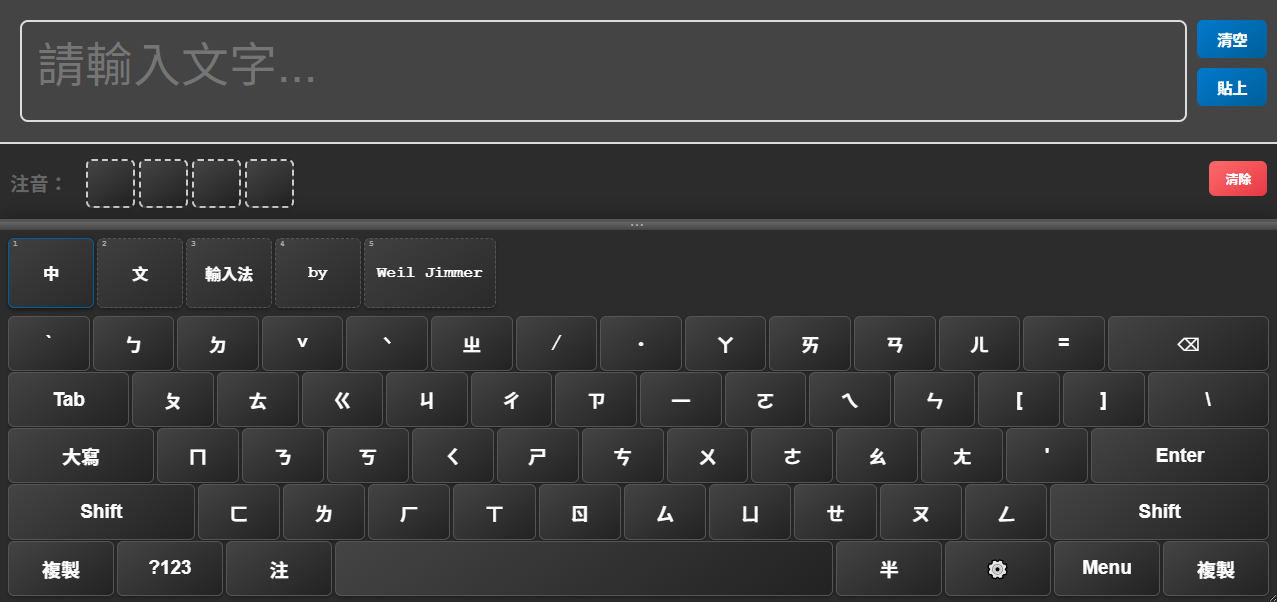 請輸入文字...
清空
貼上
注音：
清除
...
1 中 2 文 3 輸入法 4 by 5 Weil Jimmer
ˋ ㄅ ㄉ ˇ ˋ ㄓ ˊ ˙ ㄚ ㄞ ㄢ ㄦ = ⌫
Tab ㄆ ㄊ ㄍ ㄐ ㄔ ㄗ ㄧ ㄛ ㄟ ㄣ [ ] \
大寫 ㄇ ㄋ ㄎ ㄑ ㄕ ㄘ ㄨ ㄜ ㄠ ㄤ ' Enter
Shift ㄈ ㄌ ㄏ ㄒ ㄖ ㄙ ㄩ ㄝ ㄡ ㄥ Shift
複製 ?123 注 半 Menu 複製